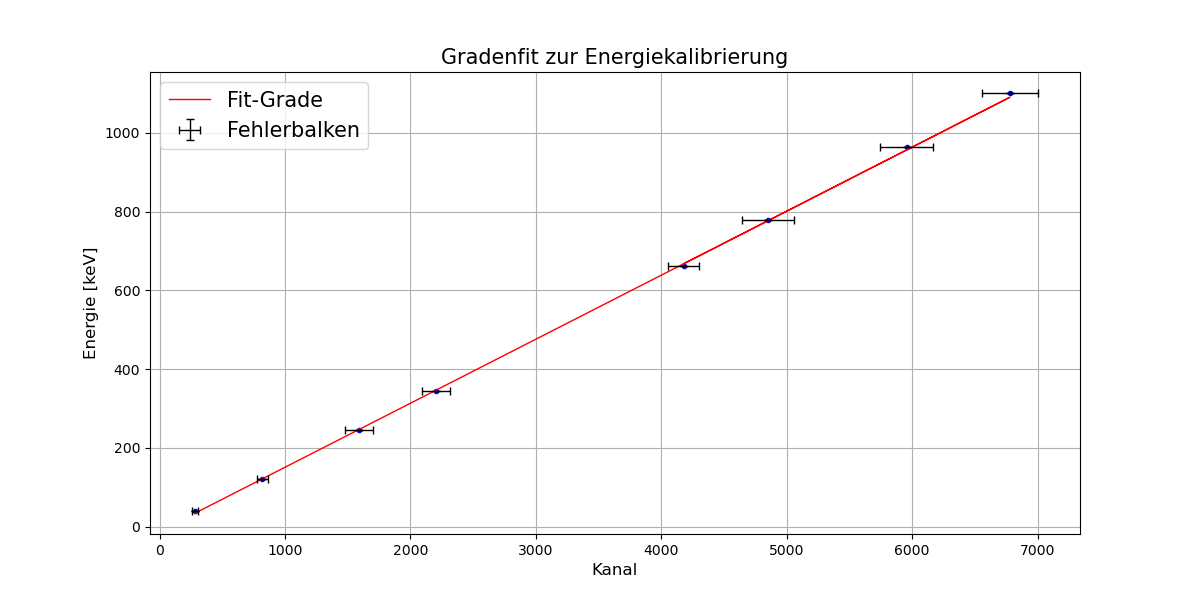 Gradenfit zur Energiekalibrierung
Fit-Grade
Fehlerbalken
1000
800
600
400
200
0
Energie [keV]
0 1000 2000 3000 4000 5000 6000 7000
Kanal